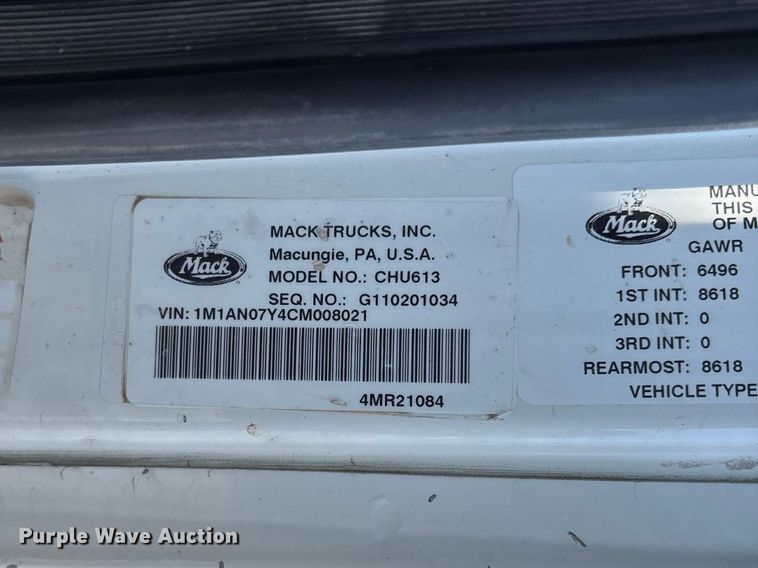 Mack
MACK TRUCKS, INC.
Macungie, PA, U.S.A.
MODEL NO.: CHU613
SEQ. NO.: G110201034
VIN: 1M1AN07Y4CM008021
4MR21084
Mack
MANU
THIS
OF M
GAWR
FRONT: 6496
1ST INT: 8618
2ND INT: 0
3RD INT: 0
REARMOST: 8618
VEHICLE TYPE
Purple Wave Auction